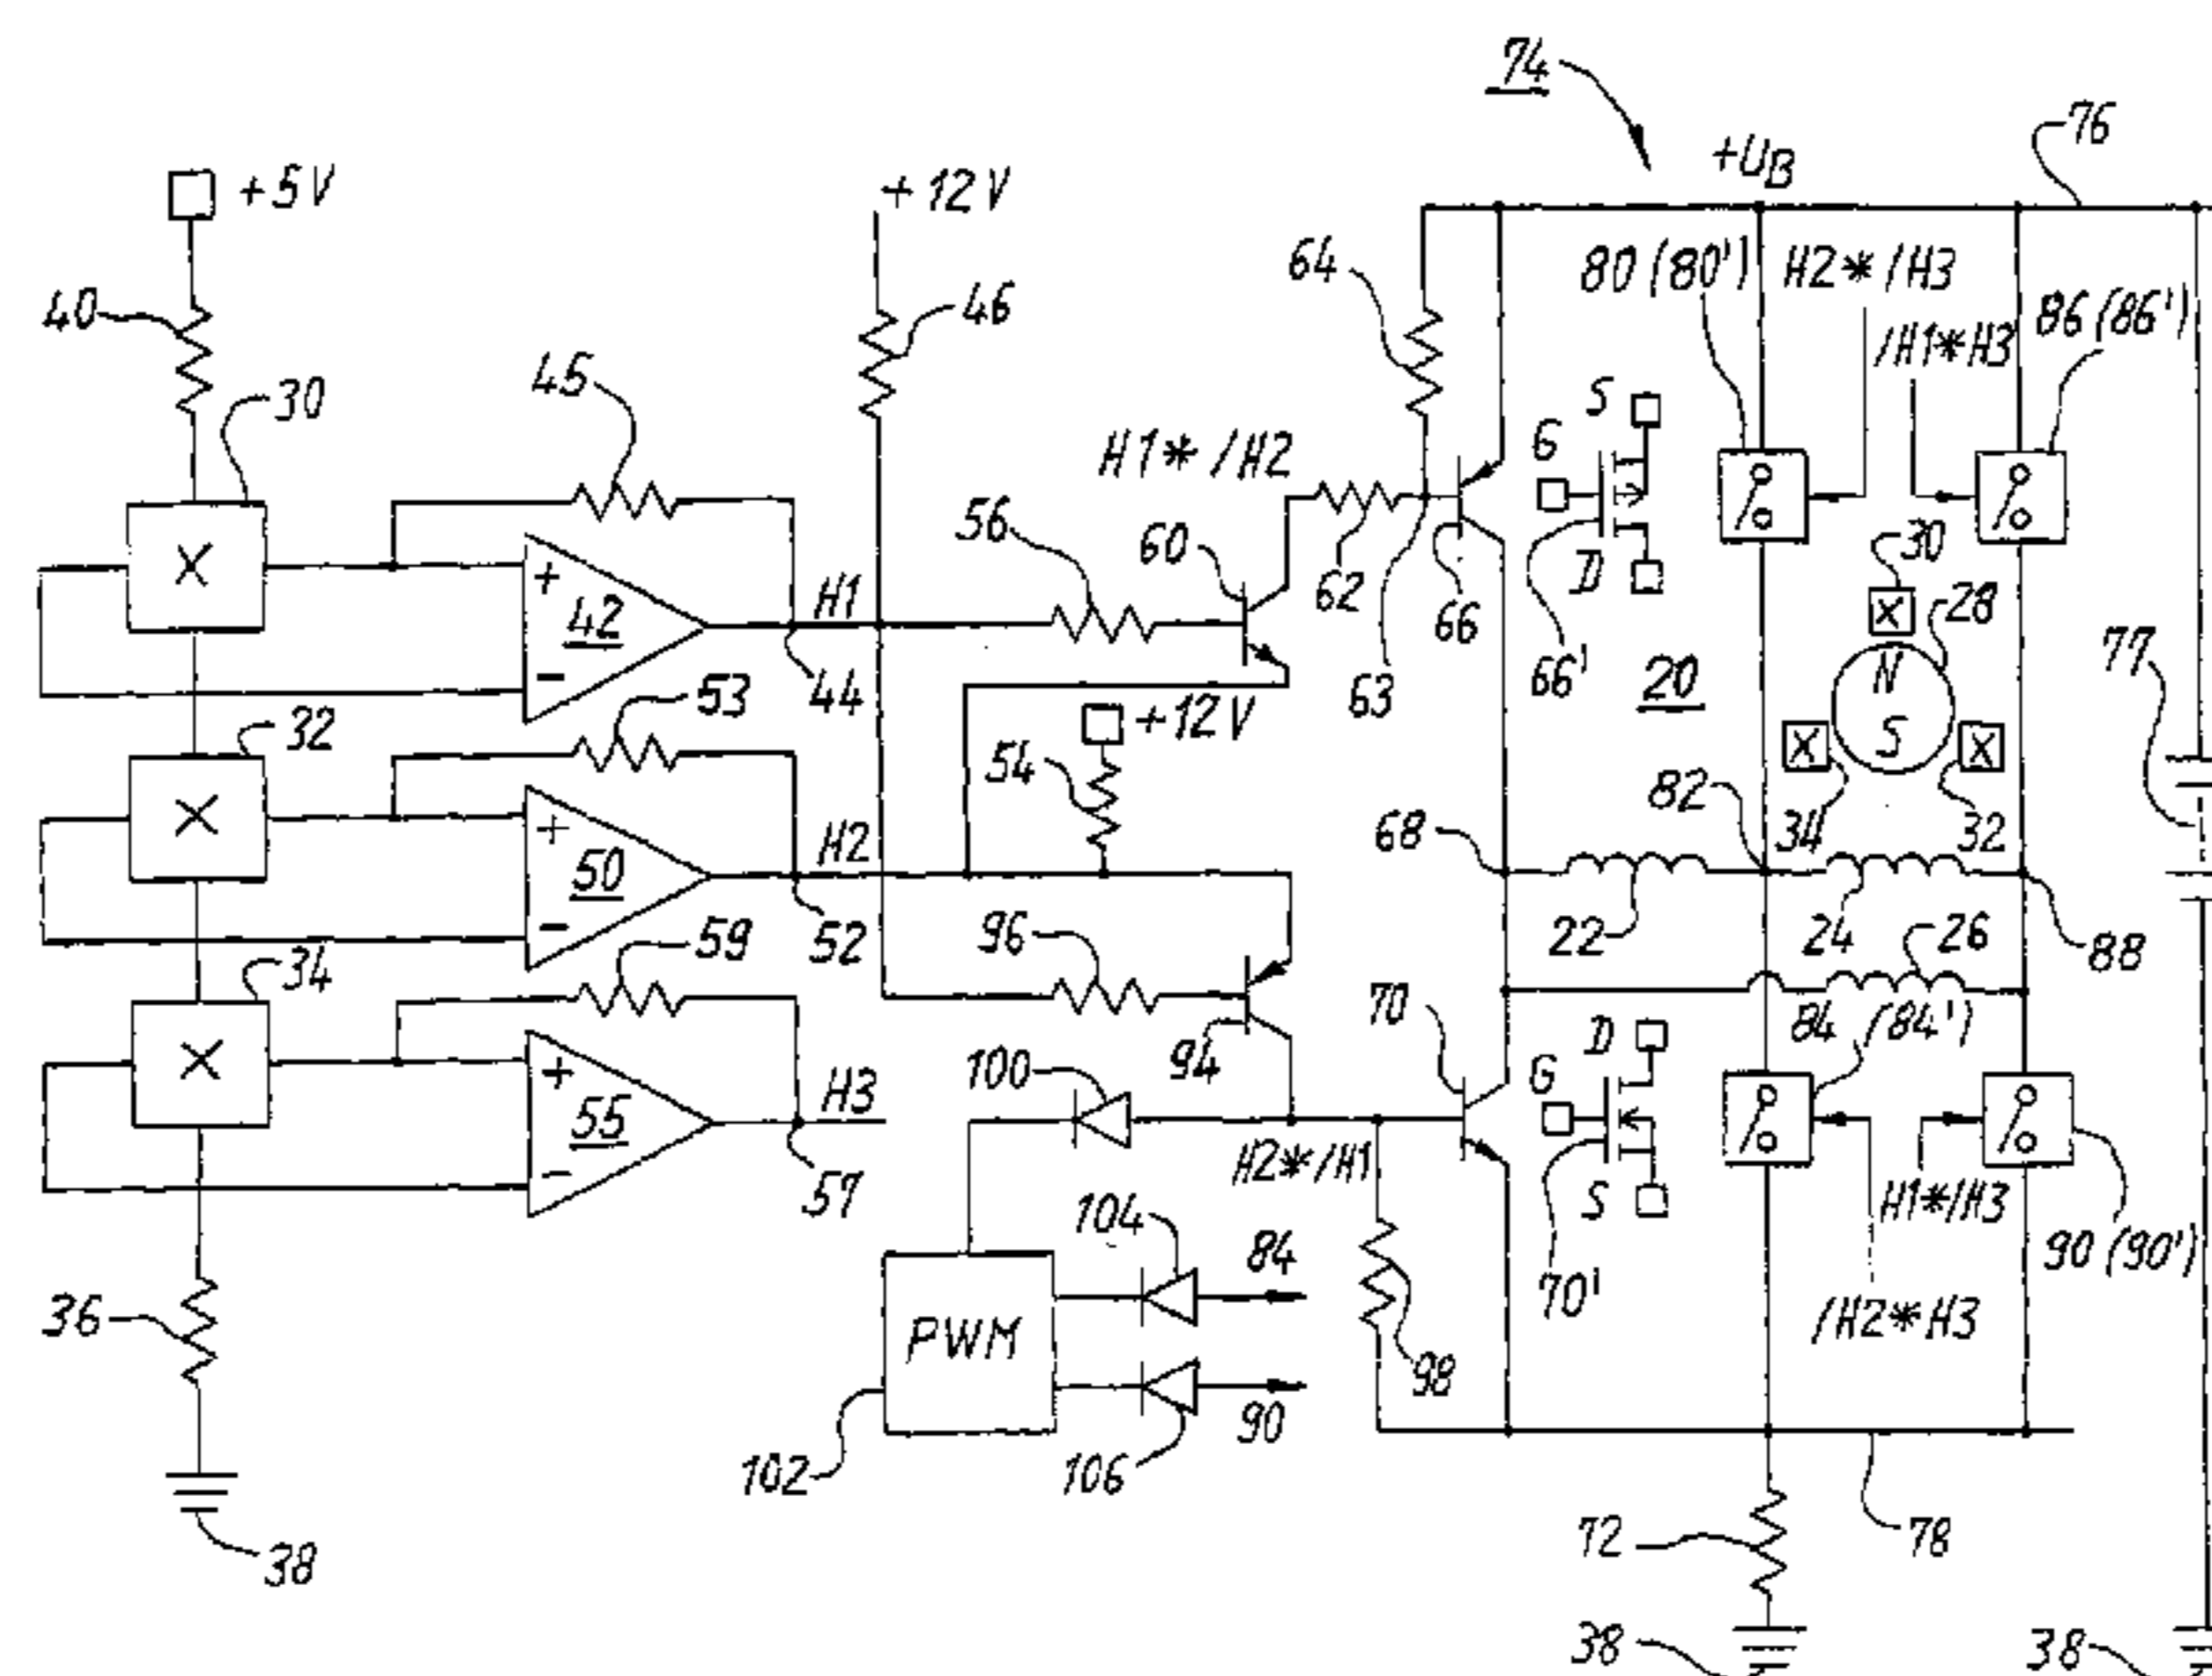 74
76
+UB
+5V
+12V
64
80 (80')
H2*/H3
/H1*H3
86 (86')
40
46
45
30
H1*/H2
S
G
D
56
60
62
66
66'
63
20
30
28
N
S
X
X
X
34
32
77
X
+
42
-
H1
44
53
+12V
54
32
X
+
50
-
H2
52
68
82
22
24
26
88
59
96
34
X
+
55
-
H3
57
94
100
H2*/H1
70
D
G
S
70'
84 (84')
H1*/H3
/H2*H3
90 (90')
104
84
PWM
90
102
106
98
36
38
72
78
38
38